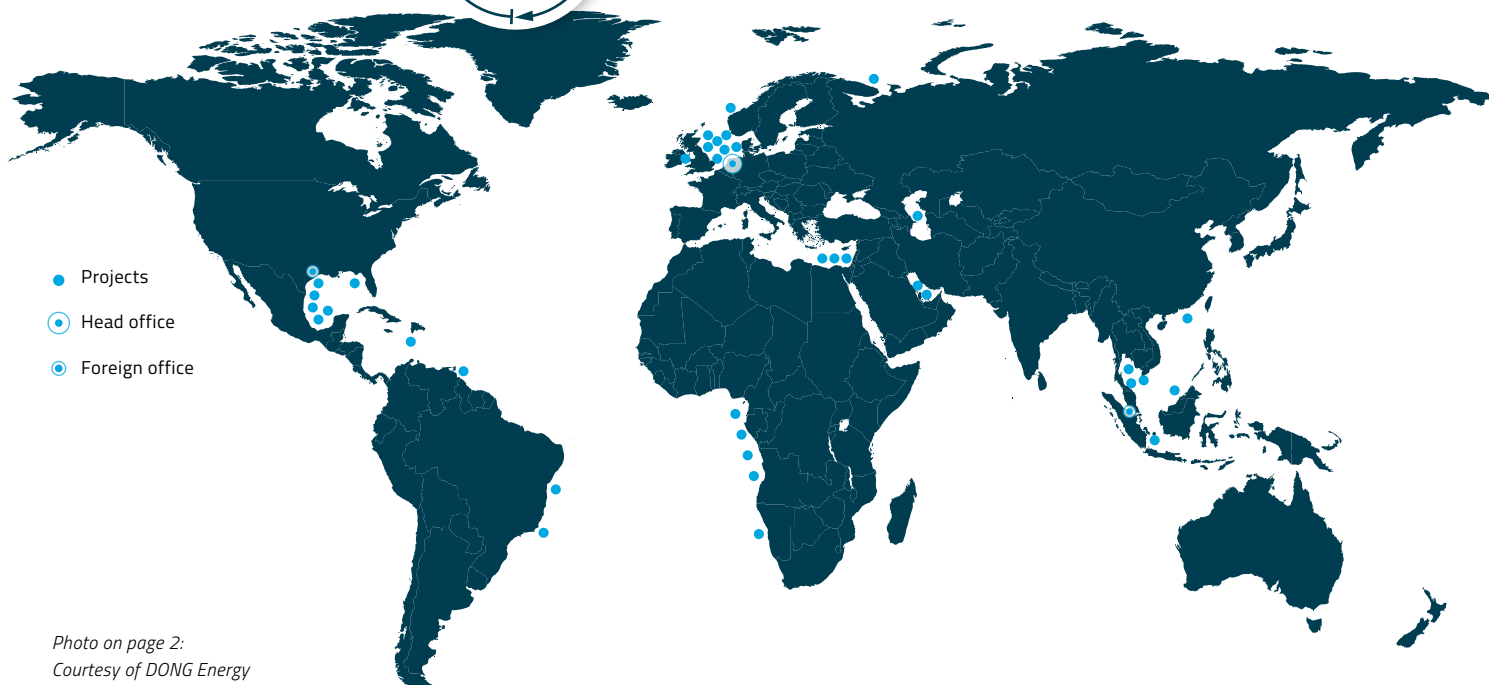 Projects
Head office
Foreign office
Photo on page 2:
Courtesy of DONG Energy